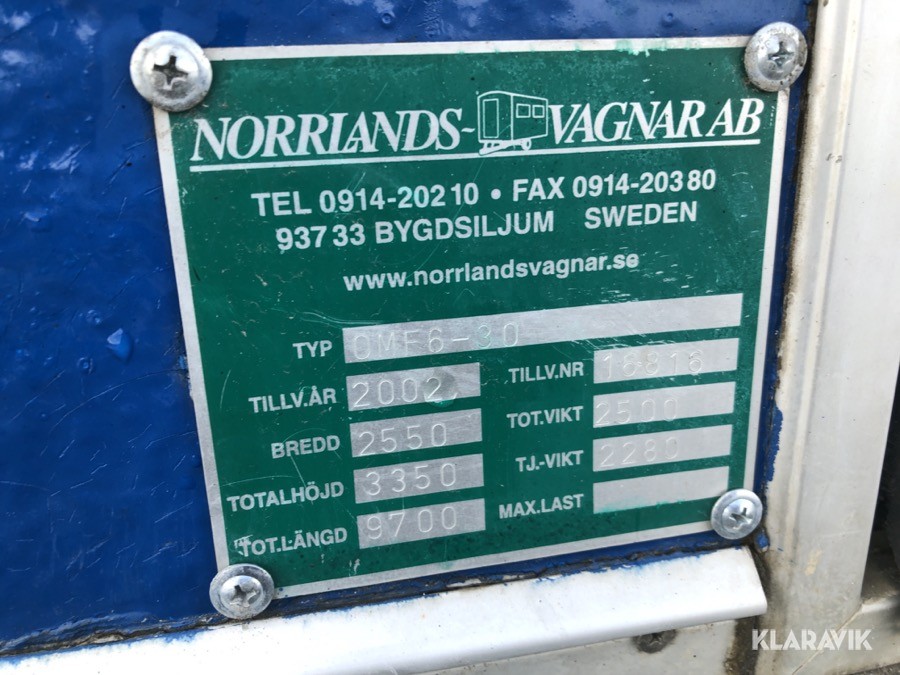 NORRLANDS- VAGNAR AB
TEL 0914-202 10 • FAX 0914-203 80
937 33 BYGDSILJUM SWEDEN
www.norrlandsvagnar.se
TYP OMF6-30
TILLV.ÅR 2002 TILLV.NR 16816
BREDD 2550 TOT.VIKT 2500
TOTALHÖJD 3350 TJ.-VIKT 2280
TOT.LÄNGD 9700 MAX.LAST
KLARAVIK